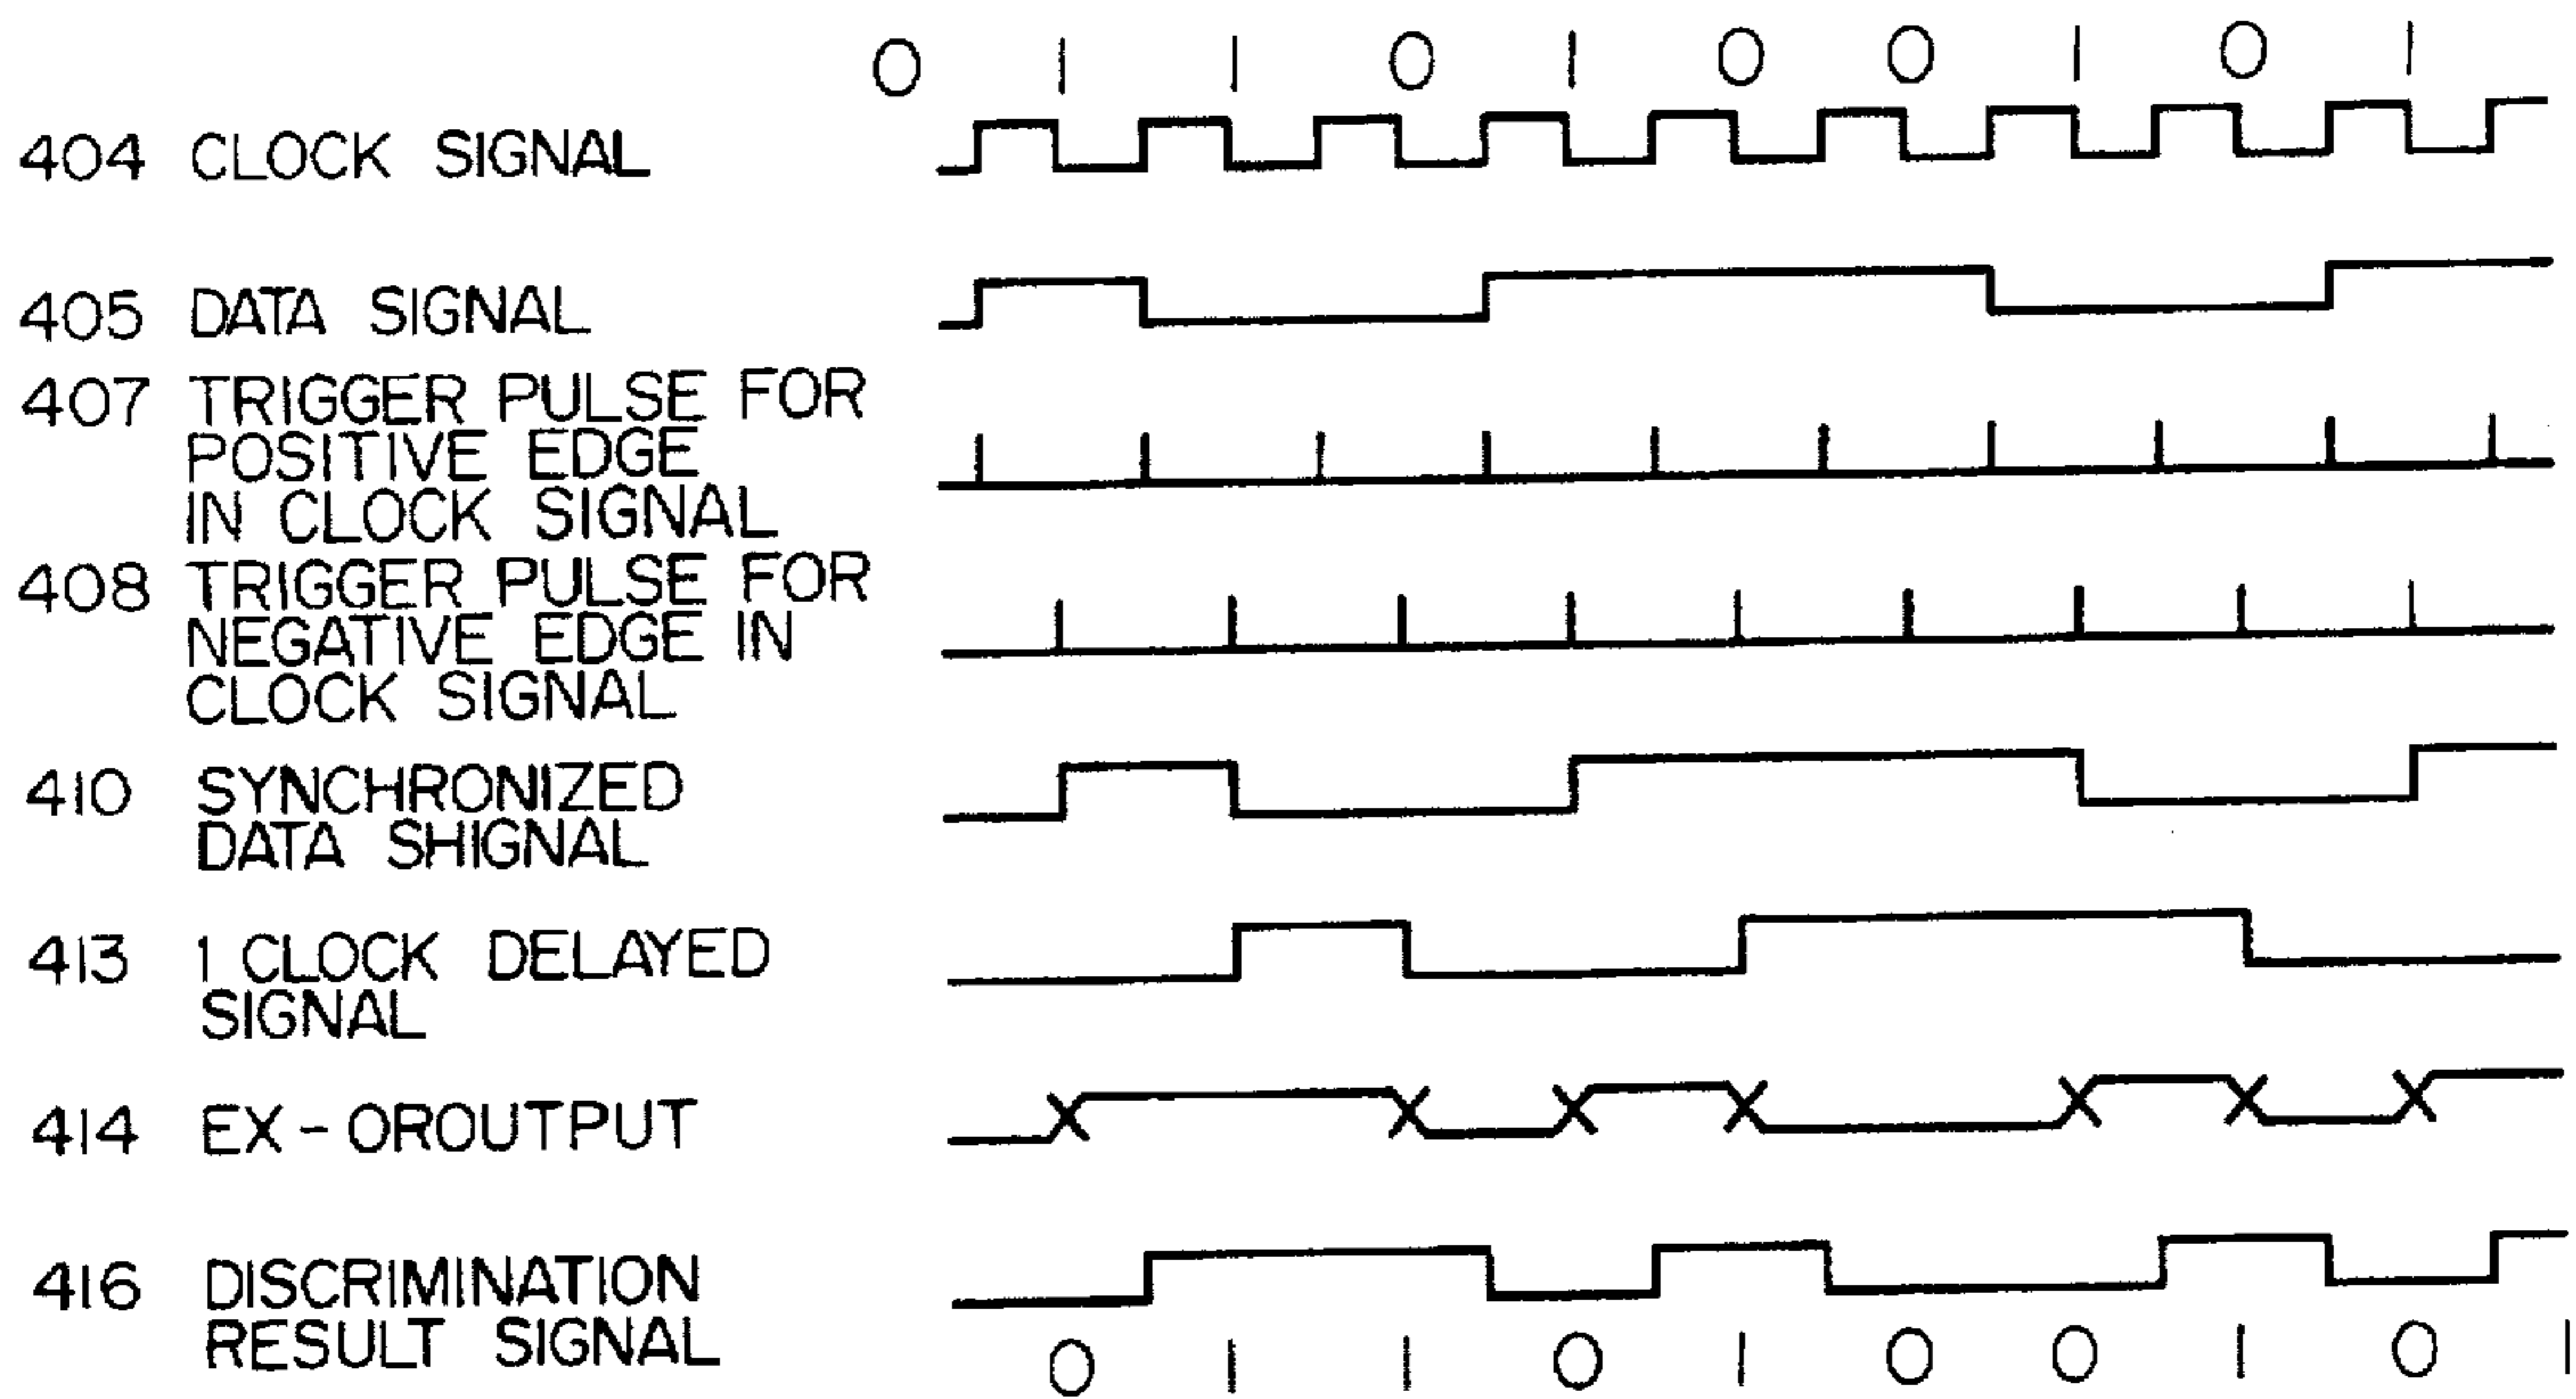 0 1 1 0 1 0 0 1 0 1
404 CLOCK SIGNAL
405 DATA SIGNAL
407 TRIGGER PULSE FOR
POSITIVE EDGE
IN CLOCK SIGNAL
408 TRIGGER PULSE FOR
NEGATIVE EDGE IN
CLOCK SIGNAL
410 SYNCHRONIZED
DATA SHIGNAL
413 1 CLOCK DELAYED
SIGNAL
414 EX-OROUTPUT
416 DISCRIMINATION
RESULT SIGNAL
0 1 1 0 1 0 0 1 0 1